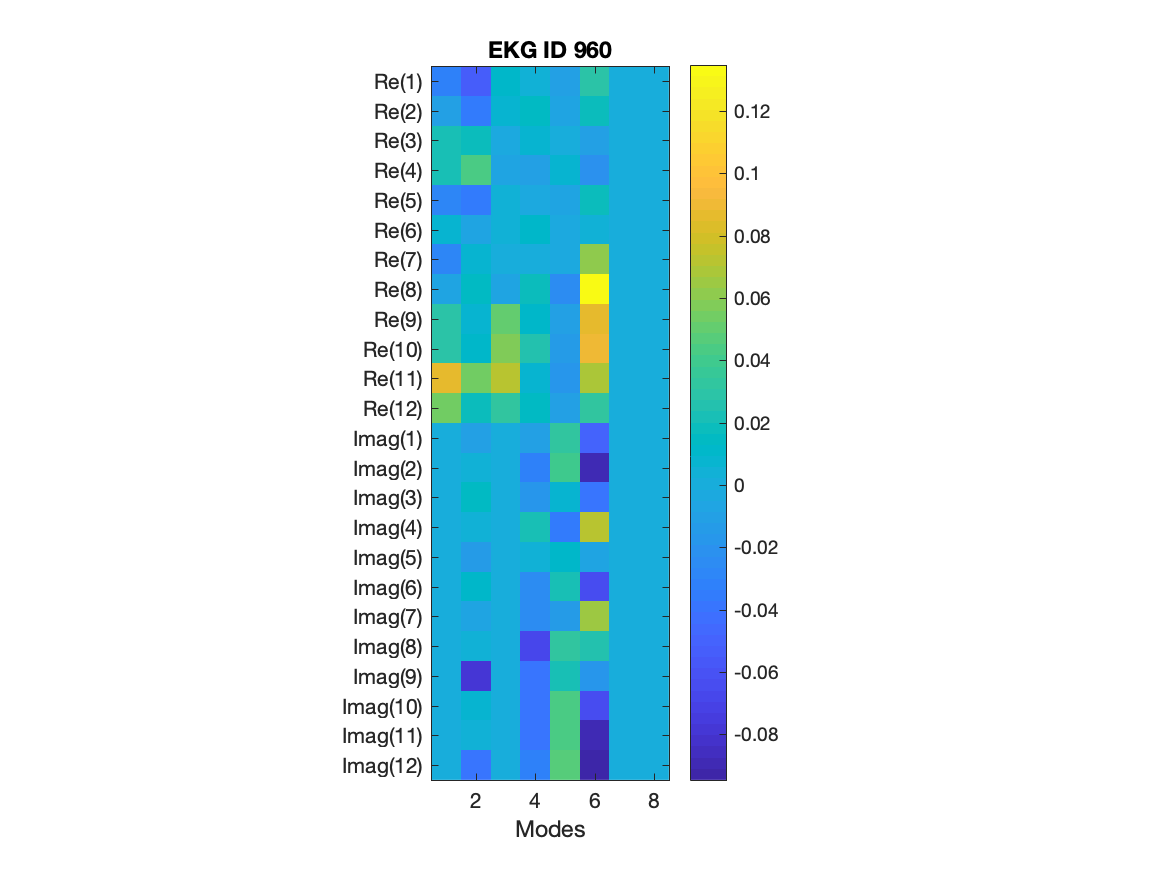 EKG ID 960
Re(1)
Re(2)
Re(3)
Re(4)
Re(5)
Re(6)
Re(7)
Re(8)
Re(9)
Re(10)
Re(11)
Re(12)
Imag(1)
Imag(2)
Imag(3)
Imag(4)
Imag(5)
Imag(6)
Imag(7)
Imag(8)
Imag(9)
Imag(10)
Imag(11)
Imag(12)
2 4 6 8
Modes
0.12
0.1
0.08
0.06
0.04
0.02
0
-0.02
-0.04
-0.06
-0.08